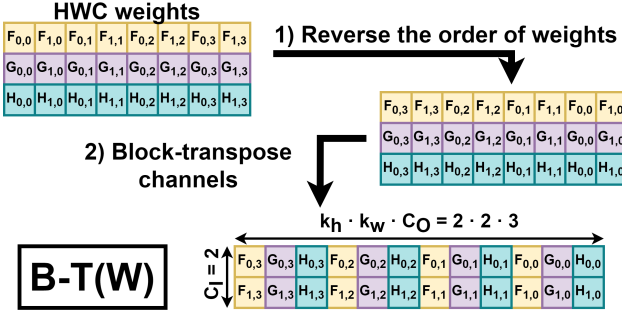 HWC weights
F0,0 F1,0 F0,1 F1,1 F0,2 F1,2 F0,3 F1,3
G0,0 G1,0 G0,1 G1,1 G0,2 G1,2 G0,3 G1,3
H0,0 H1,0 H0,1 H1,1 H0,2 H1,2 H0,3 H1,3
1) Reverse the order of weights
F0,3 F1,3 F0,2 F1,2 F0,1 F1,1 F0,0 F1,0
G0,3 G1,3 G0,2 G1,2 G0,1 G1,1 G0,0 G1,0
H0,3 H1,3 H0,2 H1,2 H0,1 H1,1 H0,0 H1,0
2) Block-transpose
channels
kh · kw · CO = 2 · 2 · 3
B-T(W)
CI = 2
F0,3 G0,3 H0,3 F0,2 G0,2 H0,2 F0,1 G0,1 H0,1 F0,0 G0,0 H0,0
F1,3 G1,3 H1,3 F1,2 G1,2 H1,2 F1,1 G1,1 H1,1 F1,0 G1,0 H1,0